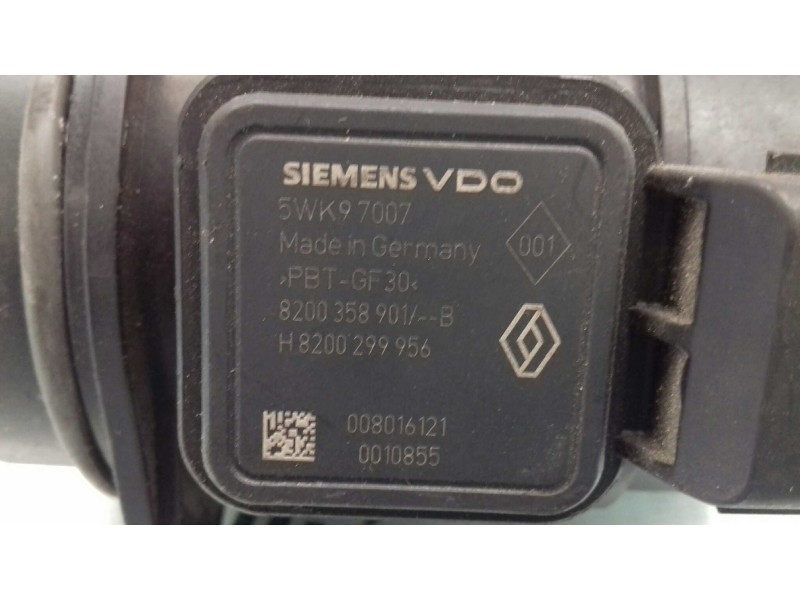 SIEMENS VDO
5WK9 7007
Made in Germany
001
>PBT-GF30<
8200 358 901/--B
H 8200 299 956
008016121
0010855